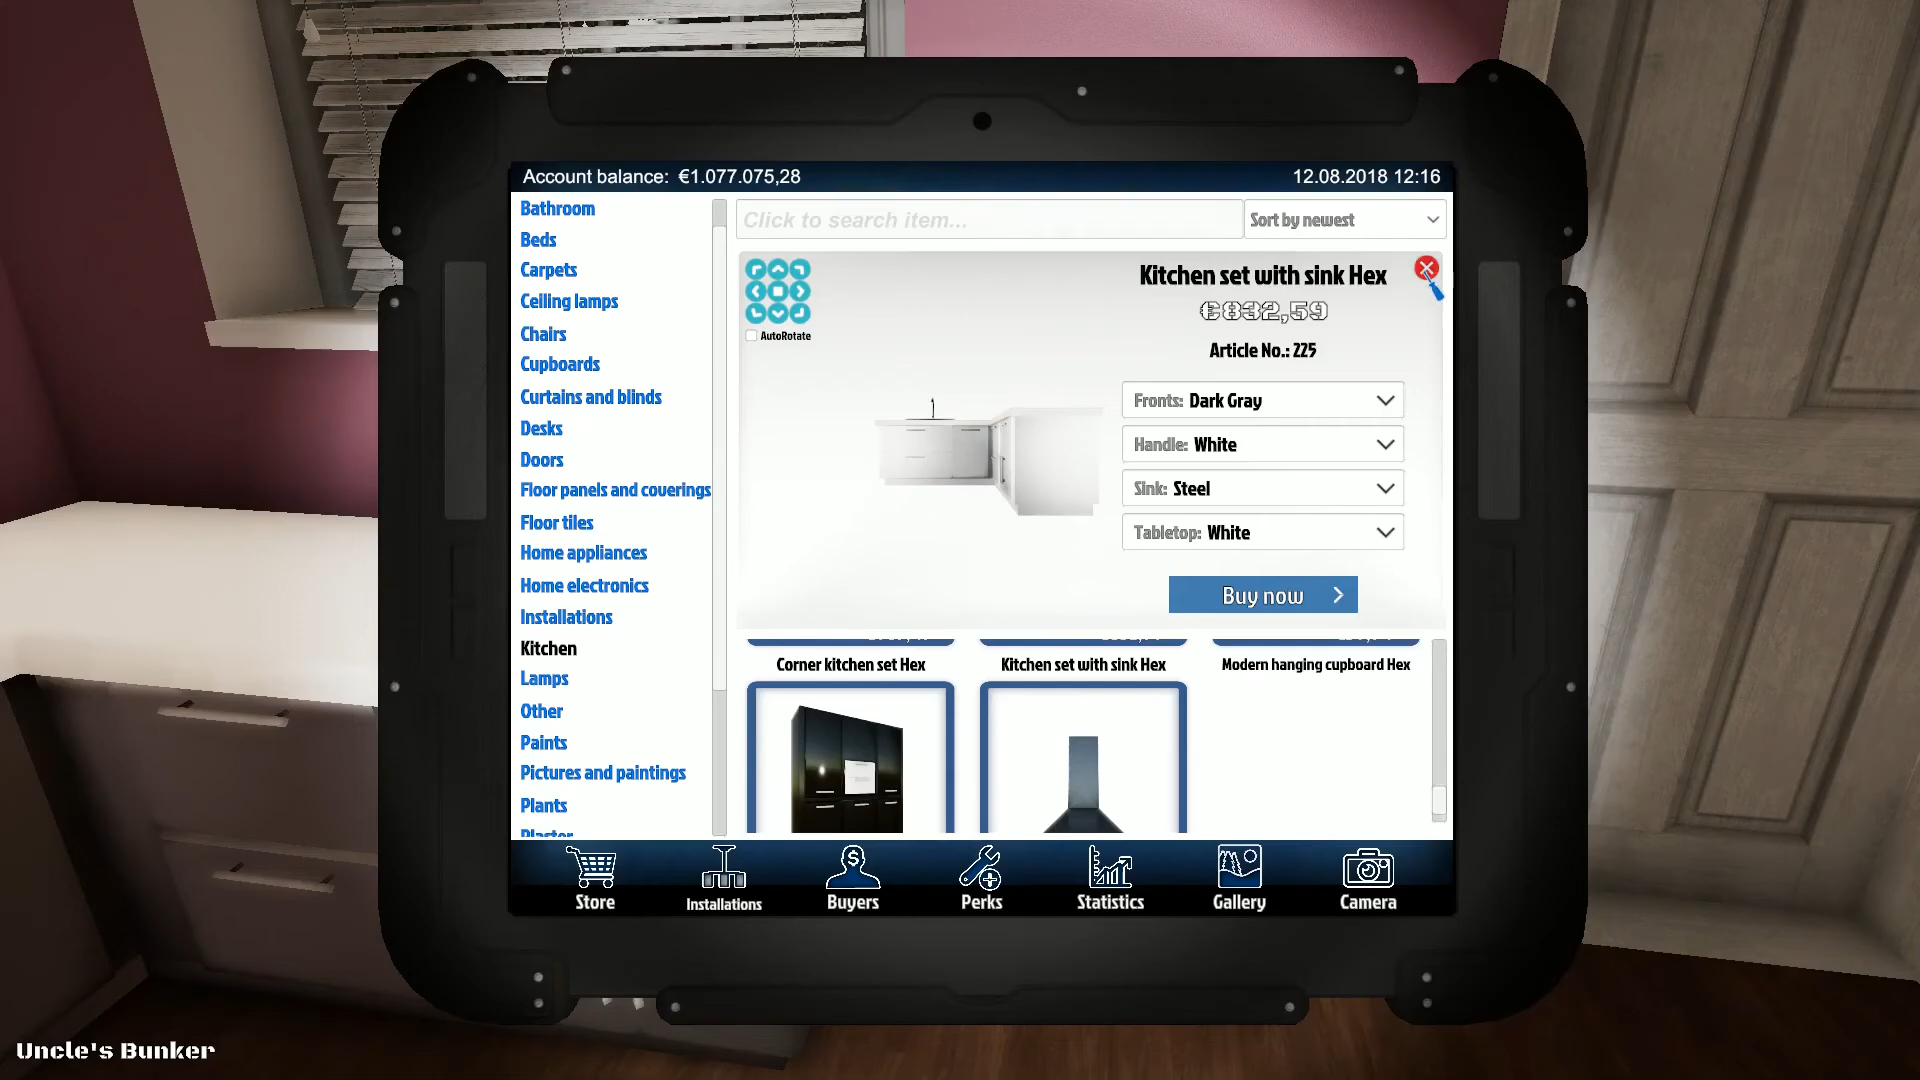 Account balance: €1.077.075,28
12.08.2018 12:16
Bathroom
Beds
Carpets
Ceiling lamps
Chairs
Cupboards
Curtains and blinds
Desks
Doors
Floor panels and coverings
Floor tiles
Home appliances
Home electronics
Installations
Kitchen
Lamps
Other
Paints
Pictures and paintings
Plants
Plaster
Click to search item...
Sort by newest
AutoRotate
Kitchen set with sink Hex
€832,59
Article No.: 225
Fronts: Dark Gray
Handle: White
Sink: Steel
Tabletop: White
Buy now
Corner kitchen set Hex
Kitchen set with sink Hex
Modern hanging cupboard Hex
Store
Installations
Buyers
Perks
Statistics
Gallery
Camera
Uncle's Bunker